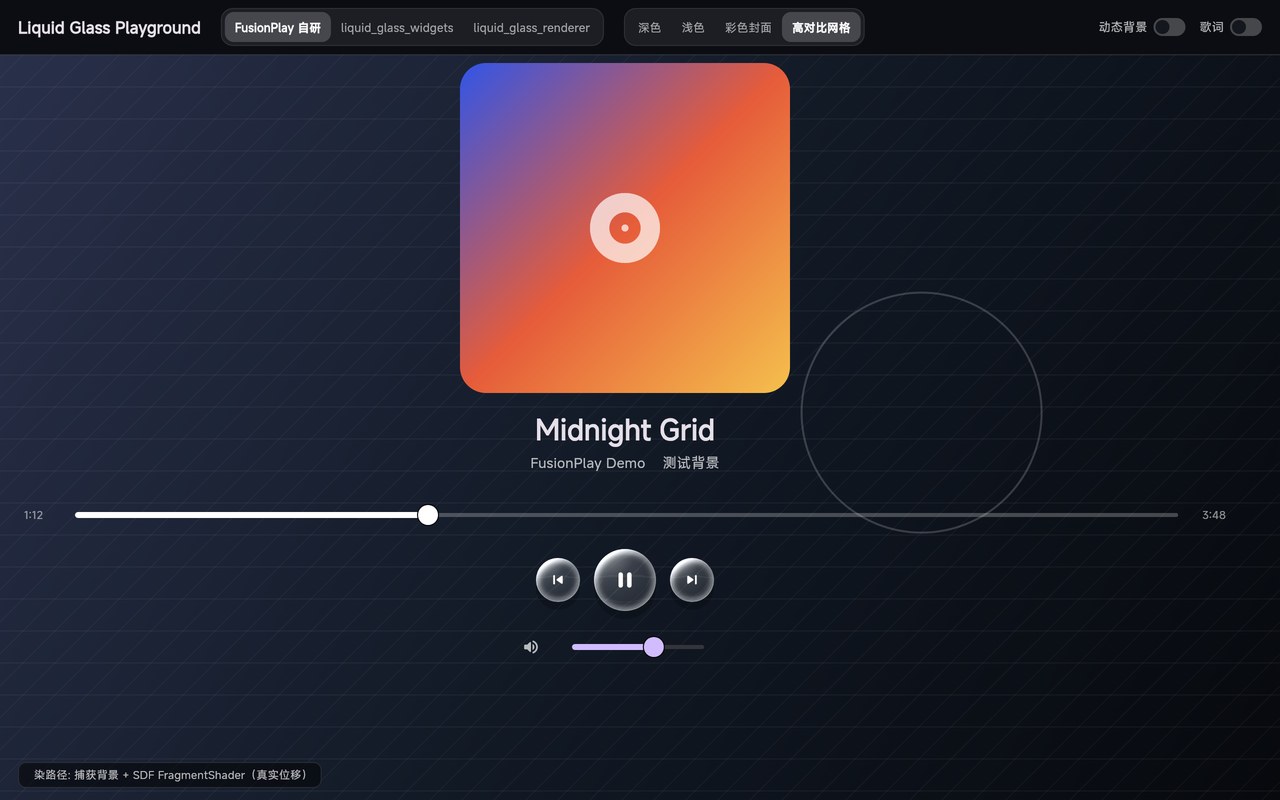 Liquid Glass Playground FusionPlay 自研 liquid_glass_widgets liquid_glass_renderer 深色 浅色 彩色封面 高对比网格 动态背景 歌词
Midnight Grid
FusionPlay Demo 测试背景
1:12 3:48
染路径: 捕获背景 + SDF FragmentShader（真实位移）